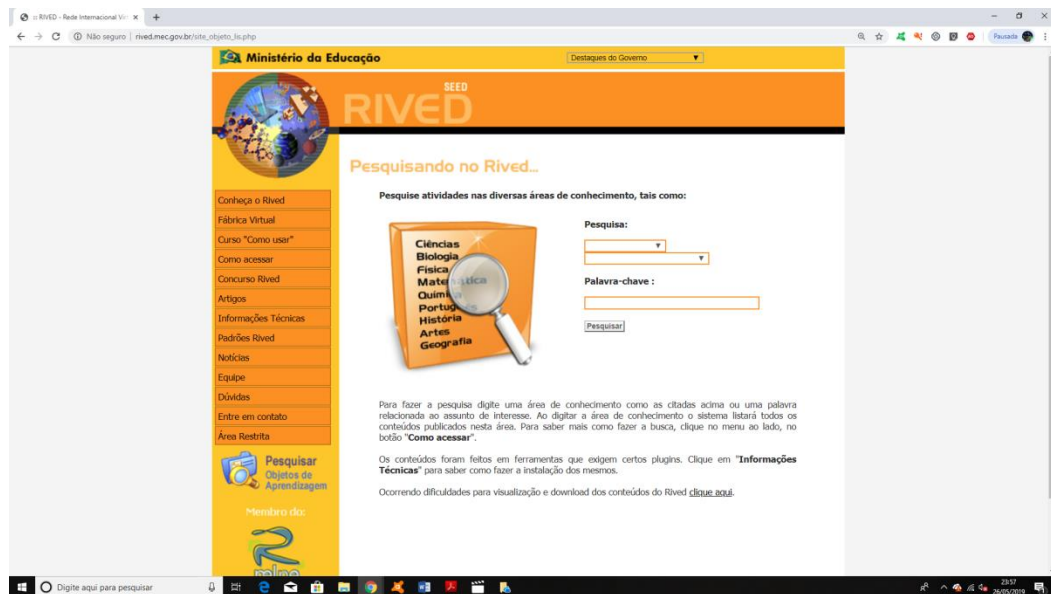 :: RIVED - Rede Internacional Vir
Não seguro | rived.mec.gov.br/site_objeto_lis.php
Pausada
Ministério da Educação
Destaques do Governo
SEED
RIVED
Pesquisando no Rived...
Pesquise atividades nas diversas áreas de conhecimento, tais como:
Conheça o Rived
Fábrica Virtual
Curso "Como usar"
Como acessar
Concurso Rived
Artigos
Informações Técnicas
Padrões Rived
Notícias
Equipe
Dúvidas
Entre em contato
Área Restrita
Pesquisar
Objetos de
Aprendizagem
Membro do:
Ciências
Biologia
Física
Matemática
Química
Português
História
Artes
Geografia
Pesquisa:
Palavra-chave :
Pesquisar
Para fazer a pesquisa digite uma área de conhecimento como as citadas acima ou uma palavra
relacionada ao assunto de interesse. Ao digitar a área de conhecimento o sistema listará todos os
conteúdos publicados nesta área. Para saber mais como fazer a busca, clique no menu ao lado, no
botão "Como acessar".
Os conteúdos foram feitos em ferramentas que exigem certos plugins. Clique em "Informações
Técnicas" para saber como fazer a instalação dos mesmos.
Ocorrendo dificuldades para visualização e download dos conteúdos do Rived clique aqui.
Digite aqui para pesquisar
23:57
26/05/2019